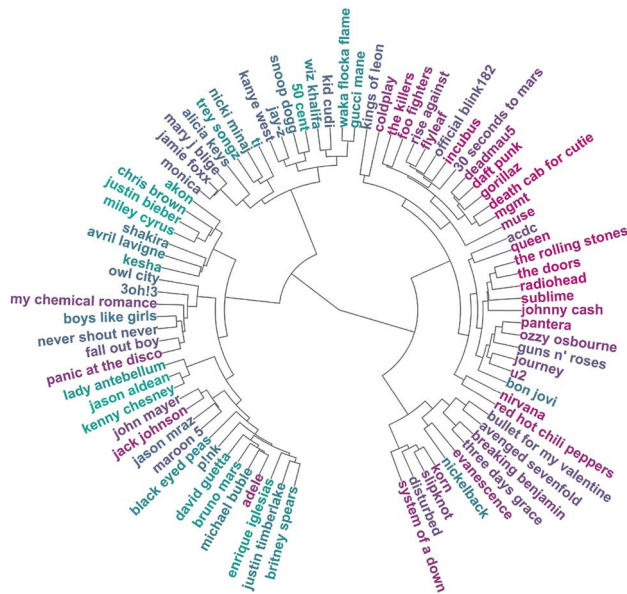 waka flocka flame
gucci mane
kings of leon
coldplay
the killers
foo fighters
rise against
flyleaf
official blink182
incubus
30 seconds to mars
deadmau5
daft punk
gorillaz
death cab for cutie
mgmt
muse
acdc
queen
the rolling stones
the doors
radiohead
sublime
johnny cash
pantera
ozzy osbourne
guns n' roses
journey
u2
bon jovi
nirvana
red hot chili peppers
bullet for my valentine
avenged sevenfold
breaking benjamin
three days grace
evanescence
nickelback
korn
slipknot
disturbed
system of a down
britney spears
justin timberlake
enrique iglesias
adele
michael buble
bruno mars
david guetta
p!nk
black eyed peas
maroon 5
jason mraz
jack johnson
john mayer
kenny chesney
jason aldean
lady antebellum
panic at the disco
fall out boy
never shout never
boys like girls
my chemical romance
3oh!3
owl city
kesha
avril lavigne
shakira
miley cyrus
justin bieber
chris brown
akon
monica
jamie foxx
mary j blige
alicia keys
trey songz
nicki minaj
ti
kanye west
jay-z
snoop dogg
50 cent
wiz khalifa
kid cudi